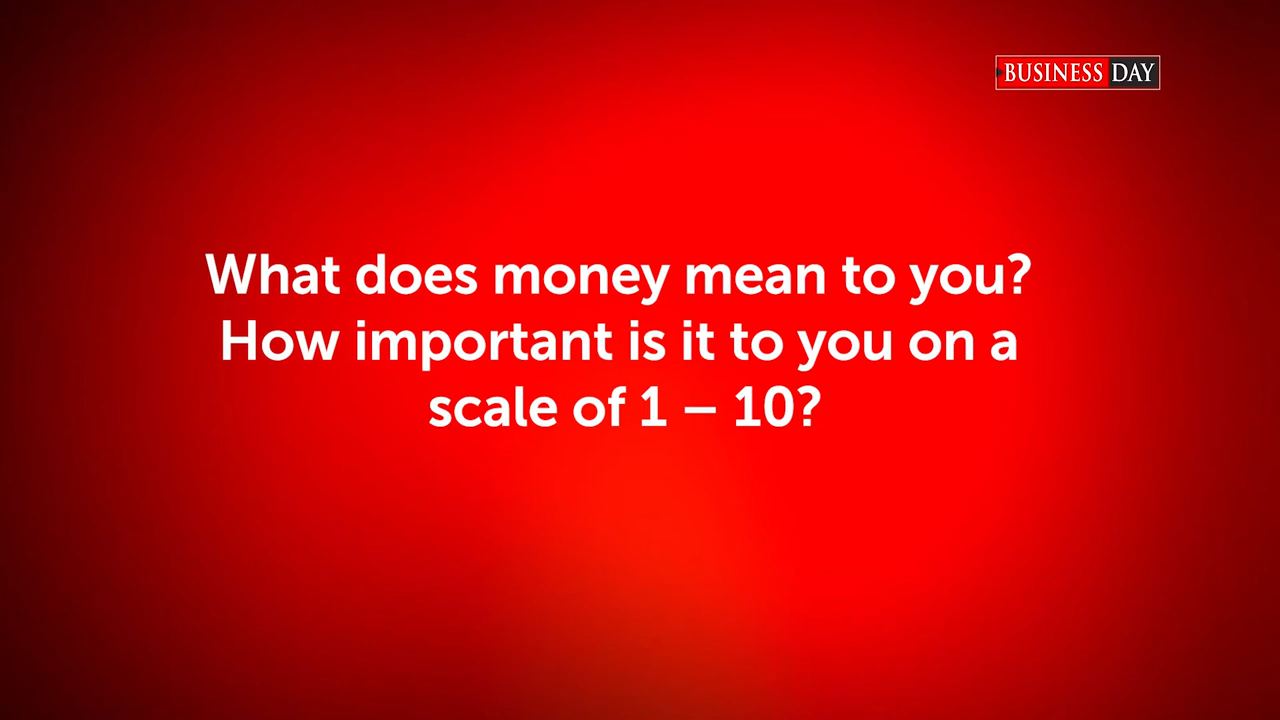 BUSINESS DAY
What does money mean to you?
How important is it to you on a
scale of 1 – 10?